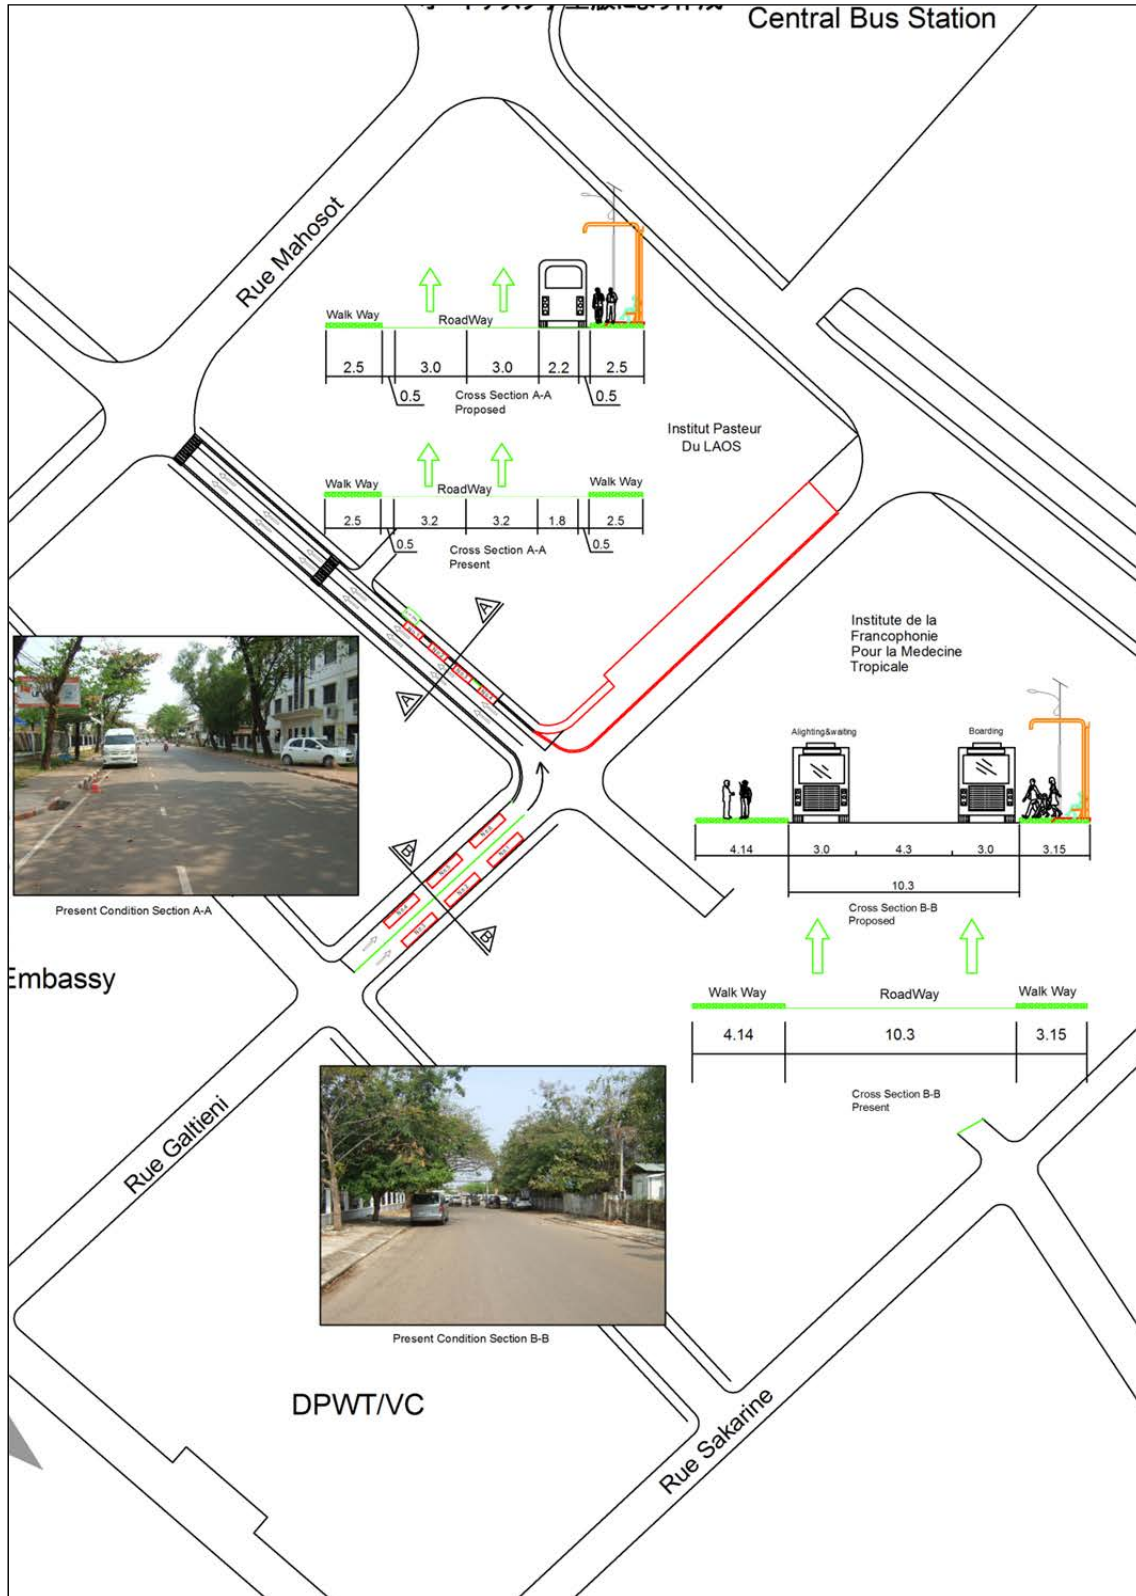 Central Bus Station
Rue Mahosot
Walk Way
RoadWay
2.5
3.0
3.0
2.2
2.5
0.5
Cross Section A-A
Proposed
0.5
Institut Pasteur
Du LAOS
Walk Way
RoadWay
Walk Way
2.5
3.2
3.2
1.8
2.5
0.5
Cross Section A-A
Present
0.5
A
A
Institute de la
Francophonie
Pour la Medecine
Tropicale
Alighting&waiting
Boarding
4.14
3.0
4.3
3.0
3.15
10.3
Cross Section B-B
Proposed
B
B
Present Condition Section A-A
Embassy
Walk Way
RoadWay
Walk Way
4.14
10.3
3.15
Cross Section B-B
Present
Rue Galtieni
Present Condition Section B-B
DPWT/VC
Rue Sakarine